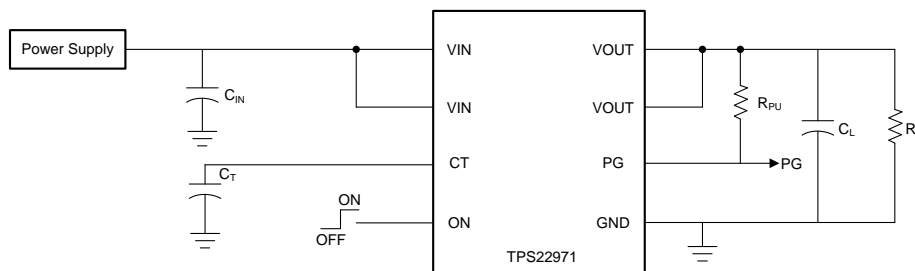 Power Supply
VIN
VOUT
C_IN
VIN
VOUT
R_PU
C_L
R
C_T
CT
PG
PG
ON
OFF
ON
GND
TPS22971